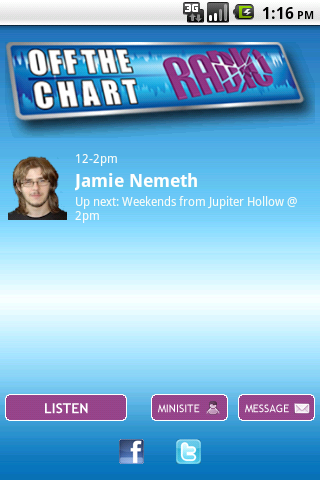 3G 1:16 PM
OFF THE
CHART RADIO
12-2pm
Jamie Nemeth
Up next: Weekends from Jupiter Hollow @
2pm
LISTEN MINISITE MESSAGE